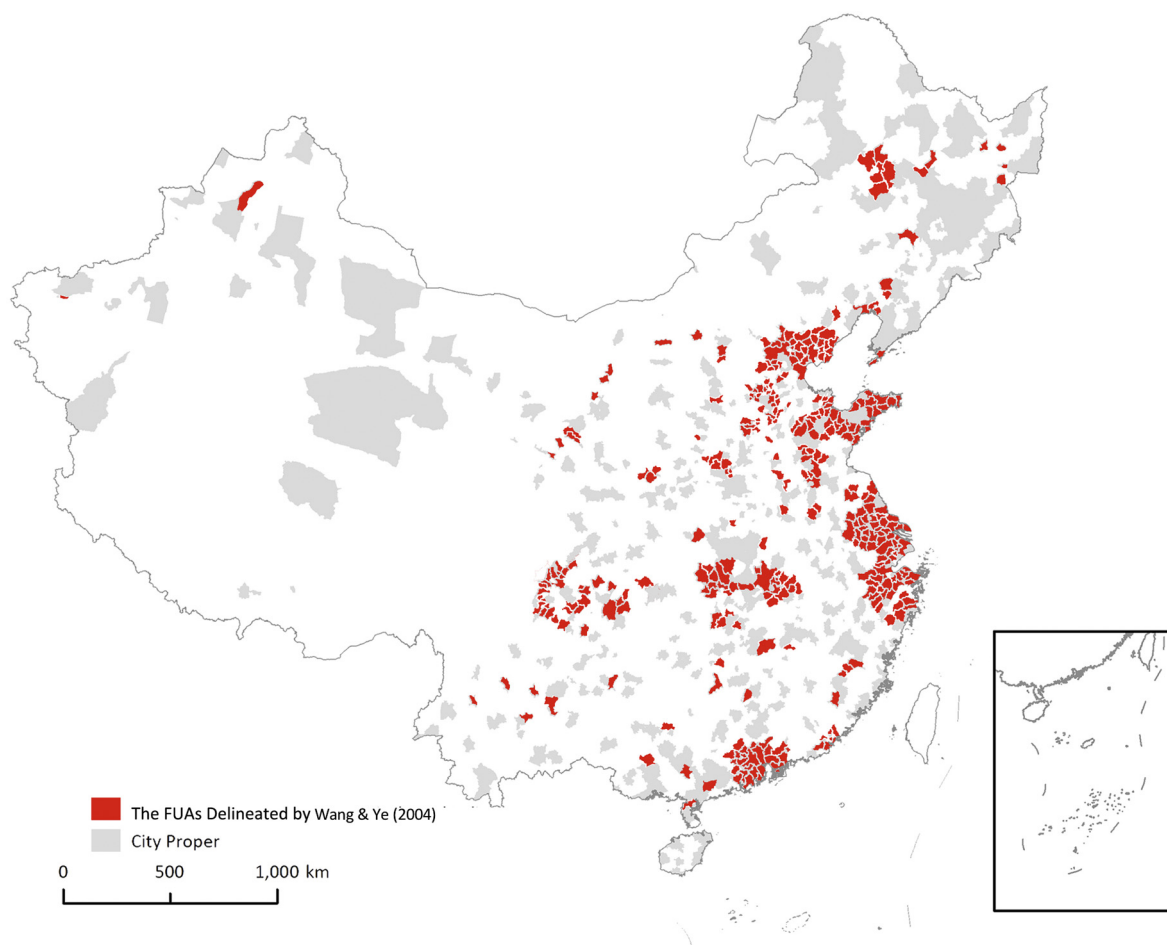 The FUAs Delineated by Wang & Ye (2004)
City Proper
0 500 1,000 km